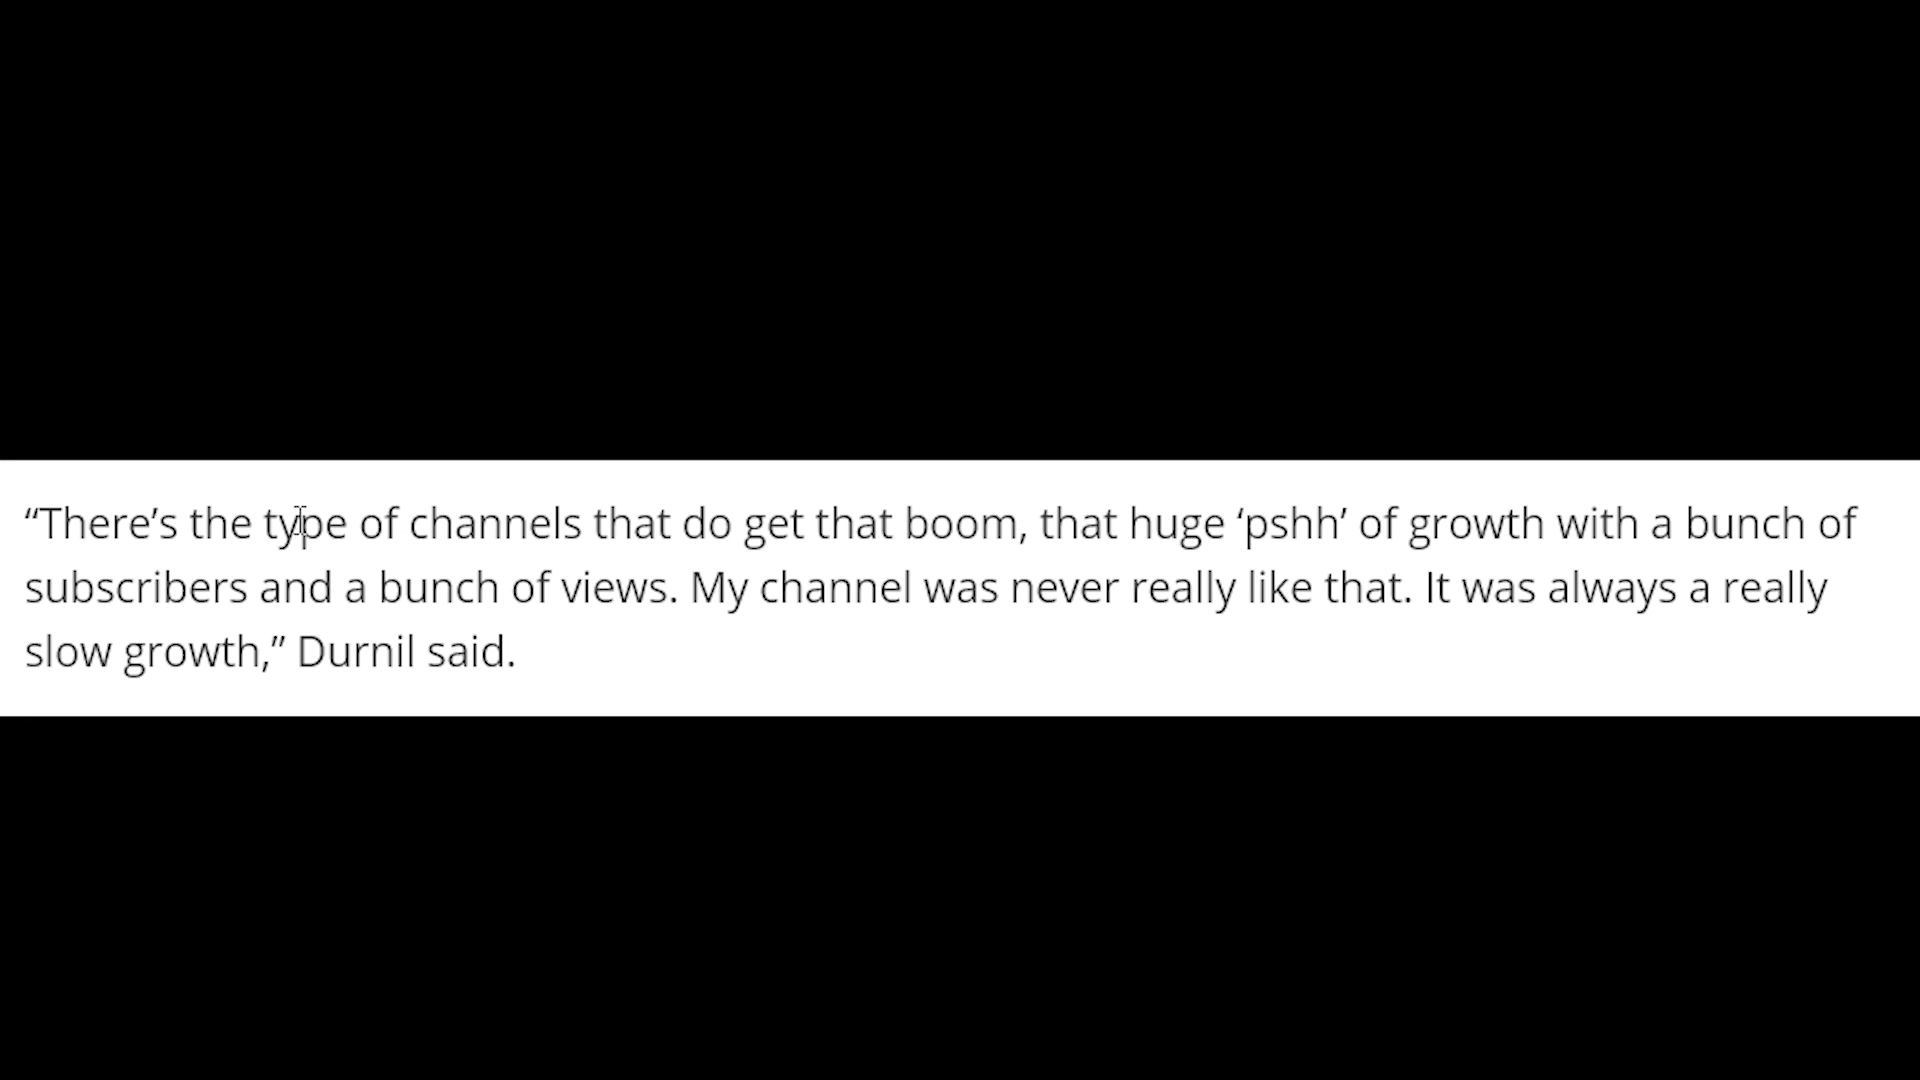 “There’s the type of channels that do get that boom, that huge ‘pshh’ of growth with a bunch of
subscribers and a bunch of views. My channel was never really like that. It was always a really
slow growth,” Durnil said.